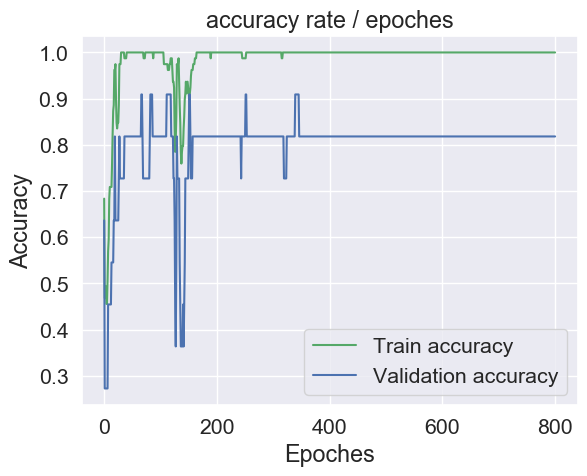 accuracy rate / epoches
1.0
0.9
0.8
0.7
0.6
0.5
0.4
0.3
Accuracy
Train accuracy
Validation accuracy
0 200 400 600 800
Epoches